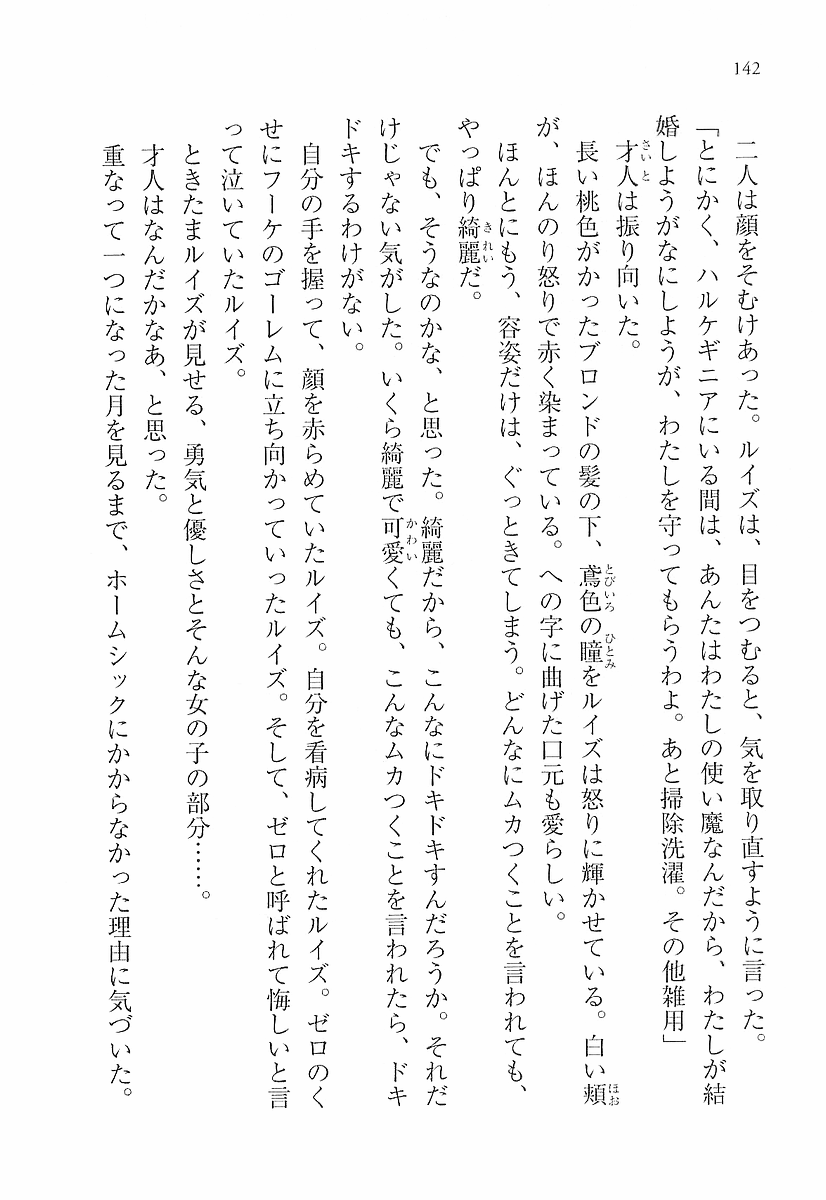 142
二人は顔をそむけあった。ルイズは、目をつむると、気を取り直すように言った。
「とにかく、ハルケギニアにいる間は、あんたはわたしの使い魔なんだから、わたしが結
婚しようがなにしようが、わたしを守ってもらうわよ。あと掃除洗濯。その他雑用」
才人は振り向いた。
長い桃色がかったブロンドの髪の下、鳶色の瞳をルイズは怒りに輝かせている。白い頬
が、ほんのり怒りで赤く染まっている。への字に曲げた口元も愛らしい。
ほんとにもう、容姿だけは、ぐっときてしまう。どんなにムカつくことを言われても、
やっぱり綺麗だ。
でも、そうなのかな、と思った。綺麗だから、こんなにドキドキすんだろうか。それだ
けじゃない気がした。いくら綺麗で可愛くても、こんなムカつくことを言われたら、ドキ
ドキするわけがない。
自分の手を握って、顔を赤らめていたルイズ。自分を看病してくれたルイズ。ゼロのく
せにフーケのゴーレムに立ち向かっていったルイズ。そして、ゼロと呼ばれて悔しいと言
って泣いていたルイズ。
ときたまルイズが見せる、勇気と優しさとそんな女の子の部分……。
才人はなんだかなあ、と思った。
重なって一つになった月を見るまで、ホームシックにかからなかった理由に気づいた。